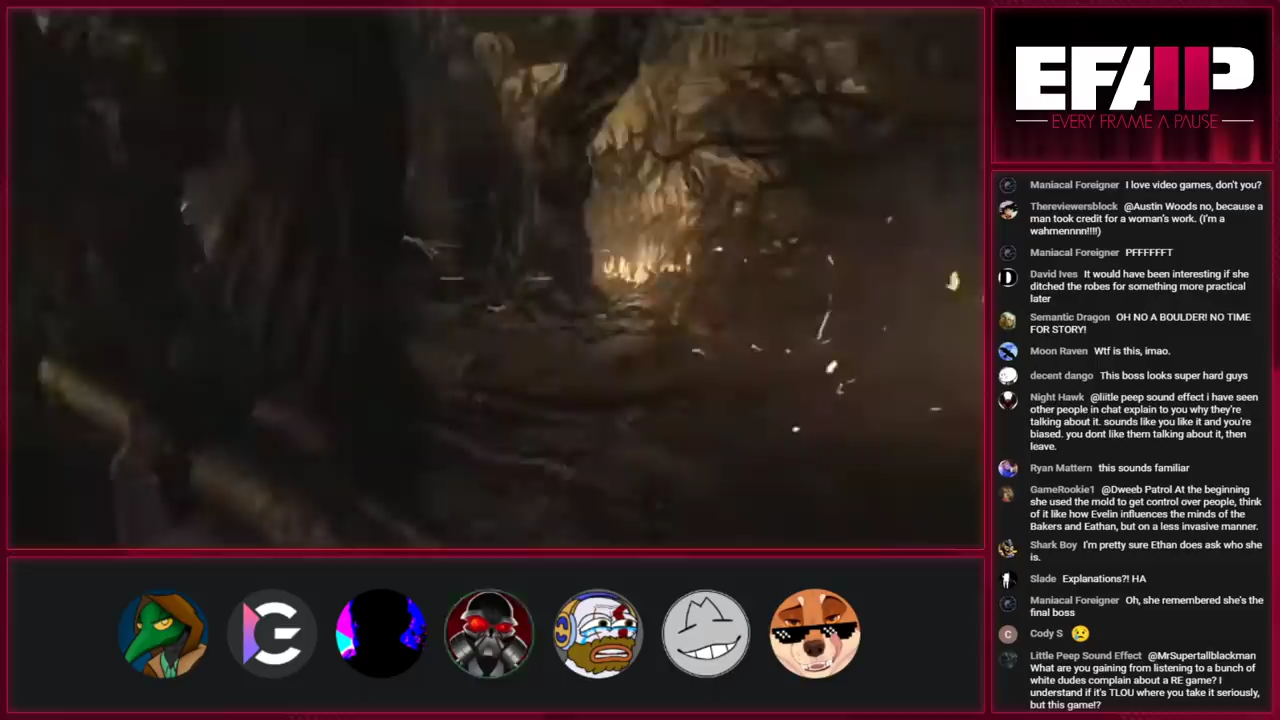 EFAP
EVERY FRAME A PAUSE
Maniacal Foreigner I love video games, don't you?
Thereviewersblock @Austin Woods no, because a
man took credit for a woman's work. (I'm a
wahmennnn!!!!)
Maniacal Foreigner PFFFFFFT
David Ives It would have been interesting if she
ditched the robes for something more practical
later
Semantic Dragon OH NO A BOULDER! NO TIME
FOR STORY!
Moon Raven Wtf is this, imao.
decent dango This boss looks super hard guys
Night Hawk @liitle peep sound effect i have seen
other people in chat explain to you why they're
talking about it. sounds like you like it and you're
biased. you dont like them talking about it, then
leave.
Ryan Mattern this sounds familiar
GameRookie1 @Dweeb Patrol At the beginning
she used the mold to get control over people, think
of it like how Evelin influences the minds of the
Bakers and Eathan, but on a less invasive manner.
Shark Boy I'm pretty sure Ethan does ask who she
is.
Slade Explanations?! HA
Maniacal Foreigner Oh, she remembered she's the
final boss
C Cody S 😢
Little Peep Sound Effect @MrSupertallblackman
What are you gaining from listening to a bunch of
white dudes complain about a RE game? I
understand if it's TLOU where you take it seriously,
but this game!?